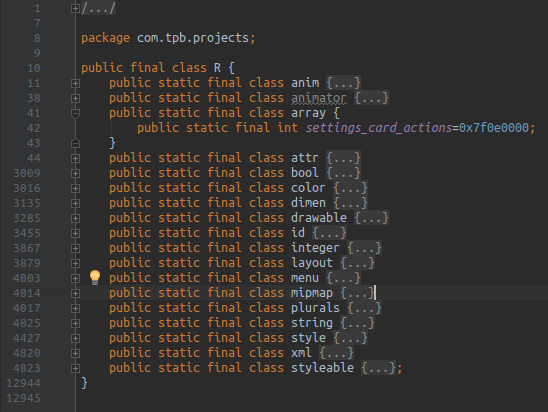 1 /.../
7
8 package com.tpb.projects;
9
10 public final class R {
11 public static final class anim {...}
38 public static final class animator {...}
41 public static final class array {
42 public static final int settings_card_actions=0x7f0e0000;
43 }
44 public static final class attr {...}
3009 public static final class bool {...}
3016 public static final class color {...}
3135 public static final class dimen {...}
3285 public static final class drawable {...}
3455 public static final class id {...}
3867 public static final class integer {...}
3879 public static final class layout {...}
4003 public static final class menu {...}
4014 public static final class mipmap {...}
4017 public static final class plurals {...}
4025 public static final class string {...}
4427 public static final class style {...}
4820 public static final class xml {...}
4823 public static final class styleable {...};
12944 }
12945